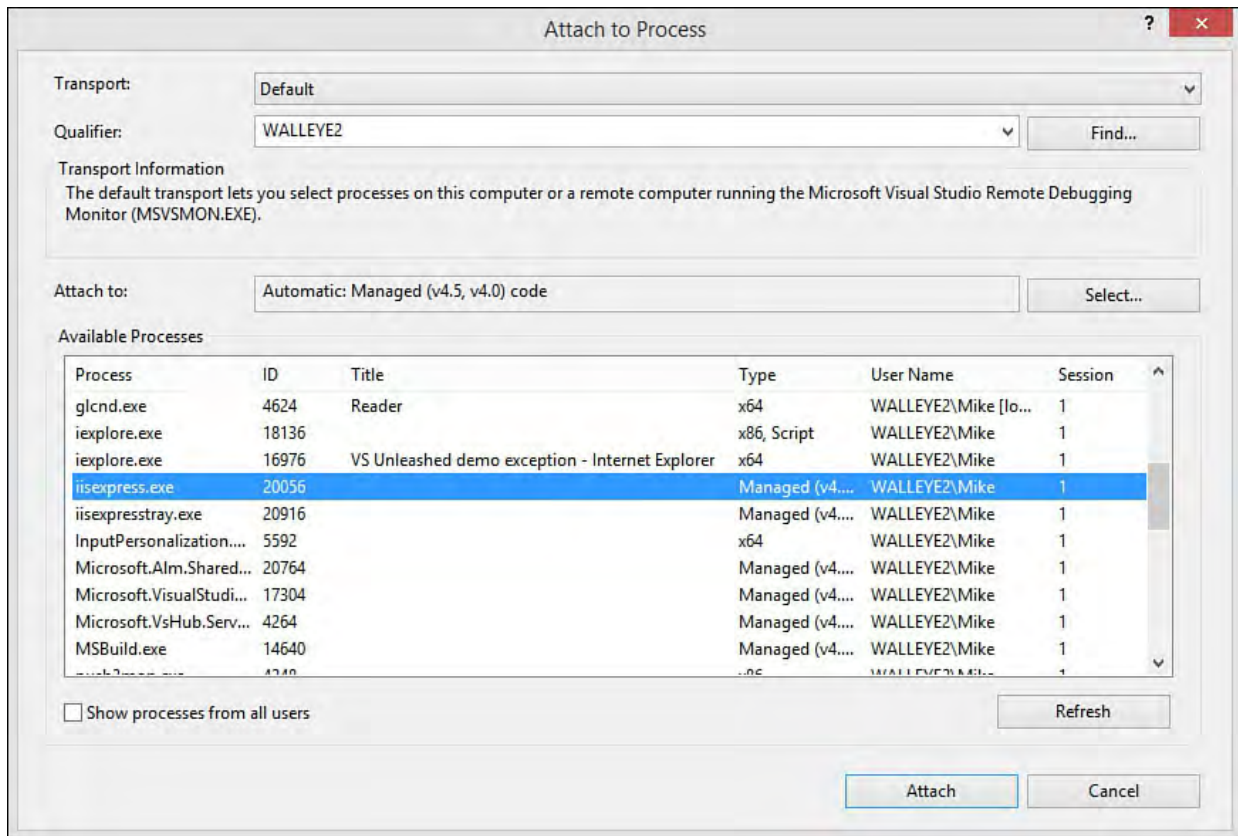 Attach to Process
?
Transport:
Default
Qualifier:
WALLEYE2
Find...
Transport Information
The default transport lets you select processes on this computer or a remote computer running the Microsoft Visual Studio Remote Debugging
Monitor (MSVSMON.EXE).
Attach to:
Automatic: Managed (v4.5, v4.0) code
Select...
Available Processes
Process ID Title Type User Name Session
glcnd.exe 4624 Reader x64 WALLEYE2\Mike [lo... 1
iexplore.exe 18136 x86, Script WALLEYE2\Mike 1
iexplore.exe 16976 VS Unleashed demo exception - Internet Explorer x64 WALLEYE2\Mike 1
iisexpress.exe 20056 Managed (v4.... WALLEYE2\Mike 1
iisexpresstray.exe 20916 Managed (v4.... WALLEYE2\Mike 1
InputPersonalization.... 5592 x64 WALLEYE2\Mike 1
Microsoft.Alm.Shared... 20764 Managed (v4.... WALLEYE2\Mike 1
Microsoft.VisualStudi... 17304 Managed (v4.... WALLEYE2\Mike 1
Microsoft.VsHub.Serv... 4264 Managed (v4.... WALLEYE2\Mike 1
MSBuild.exe 14640 Managed (v4.... WALLEYE2\Mike 1
Show processes from all users
Refresh
Attach
Cancel